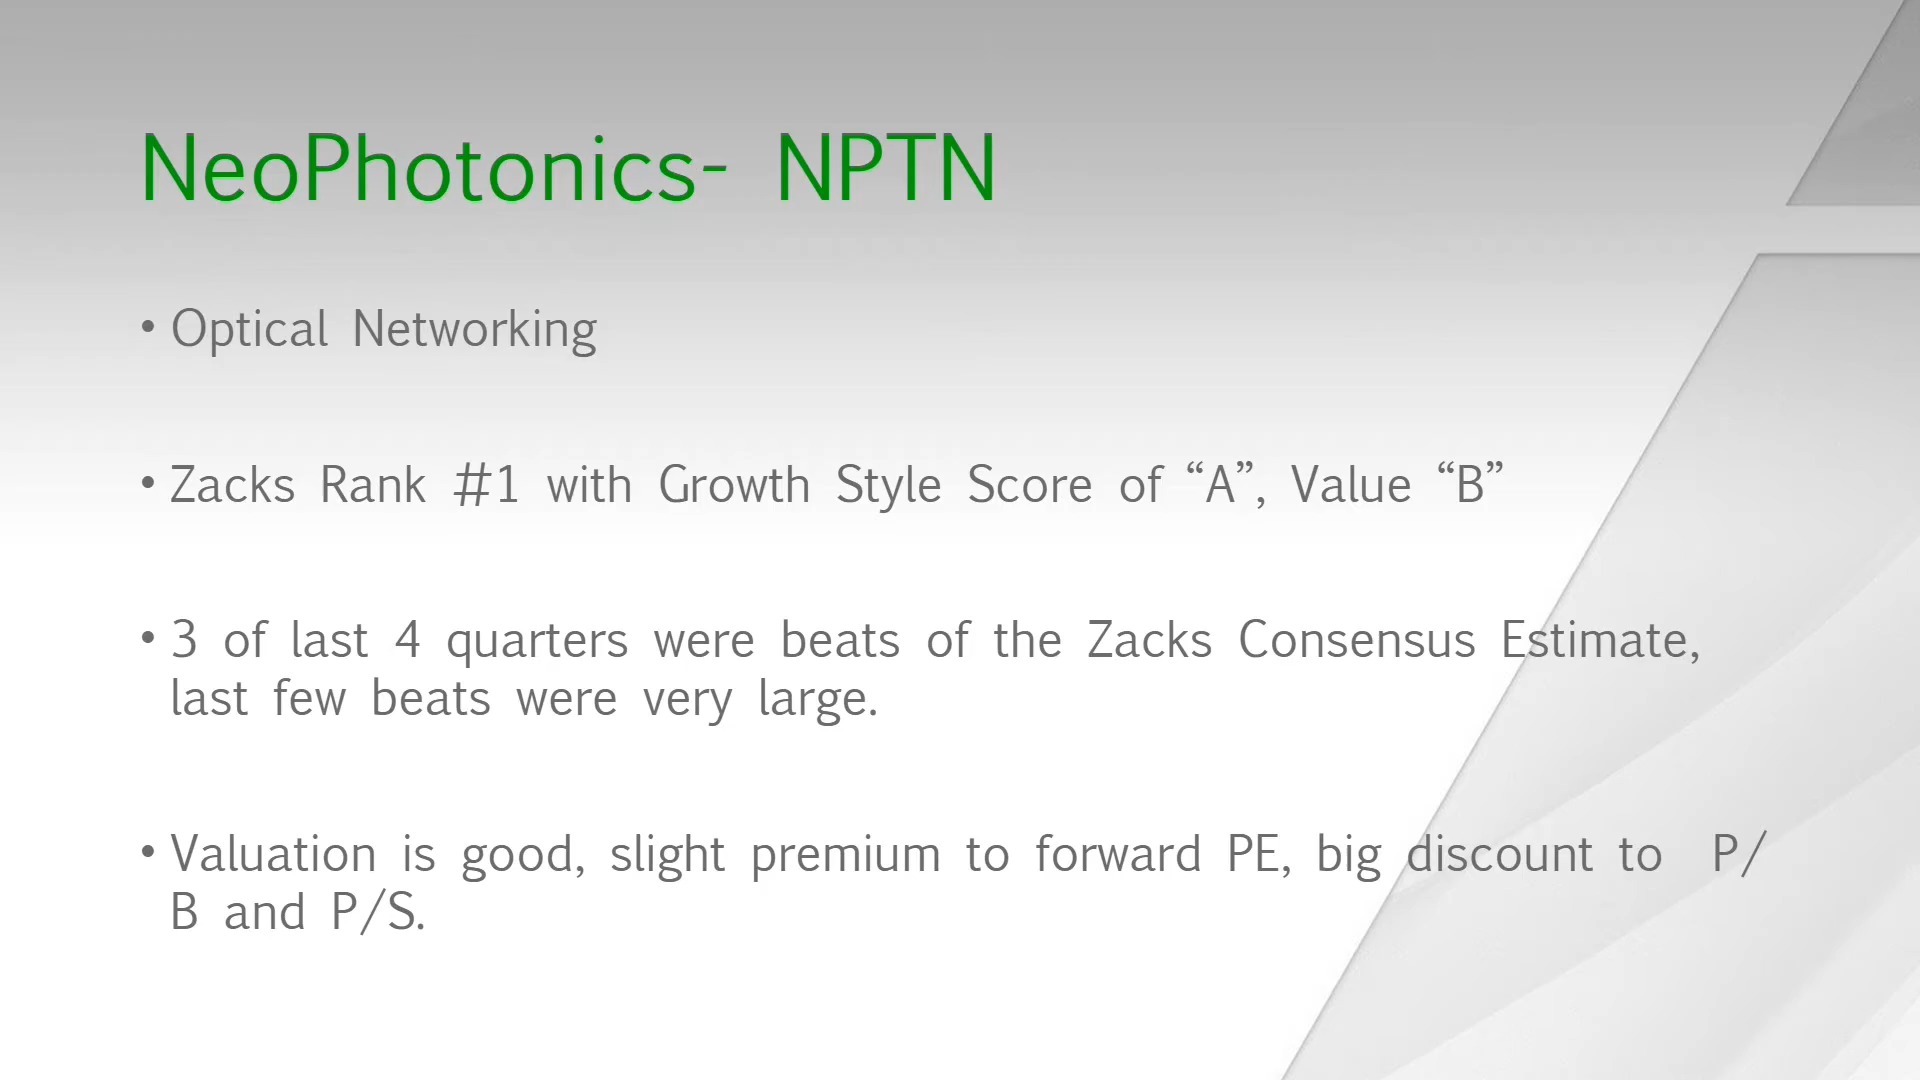 NeoPhotonics- NPTN
• Optical Networking
• Zacks Rank #1 with Growth Style Score of “A”, Value “B”
• 3 of last 4 quarters were beats of the Zacks Consensus Estimate,
last few beats were very large.
• Valuation is good, slight premium to forward PE, big discount to P/
B and P/S.